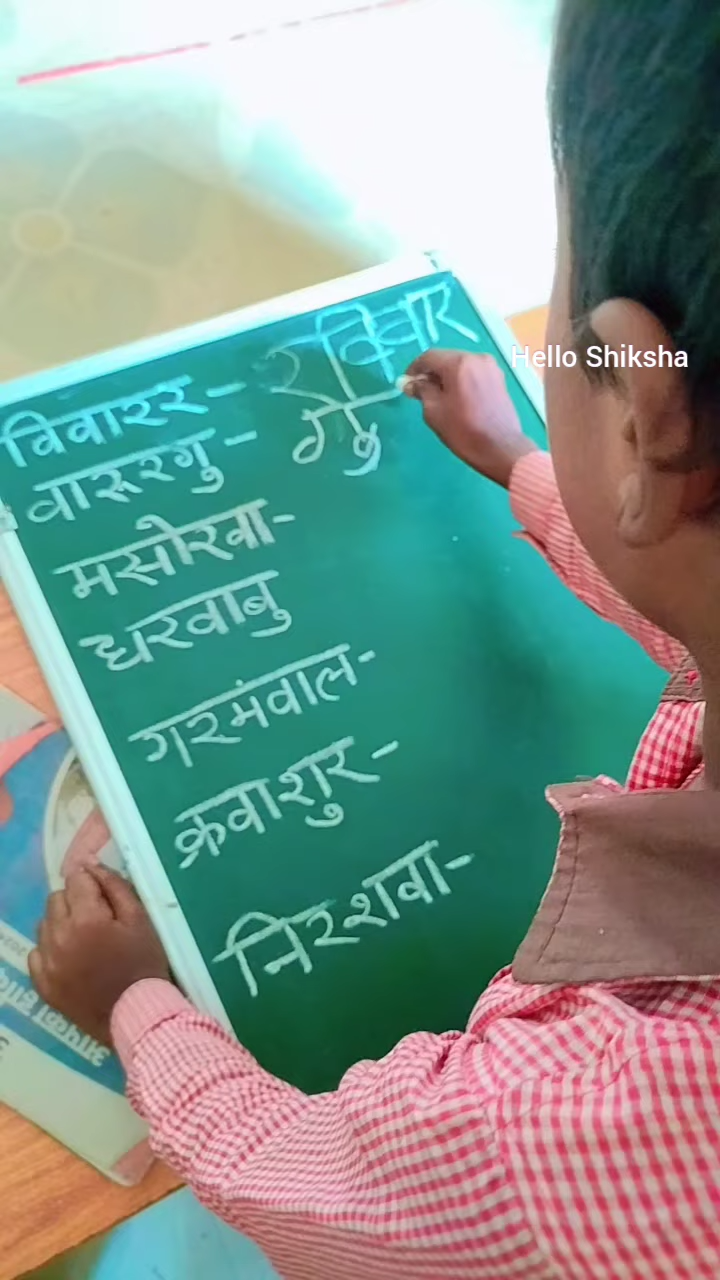 विवारर - रविवार
वारूरगु - गु
मसोरवा-
धरवाबु
गरमंवाल-
क्रवाशुर-
निरशवा-
Hello Shiksha